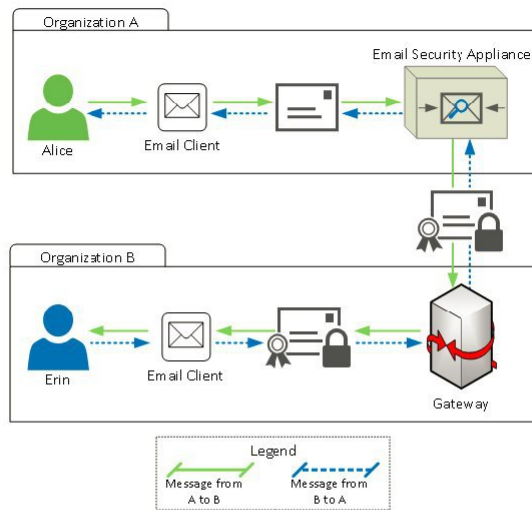 Organization A
Email Security Appliance
Alice
Email Client
Organization B
Erin
Email Client
Gateway
Legend
Message from
A to B
Message from
B to A